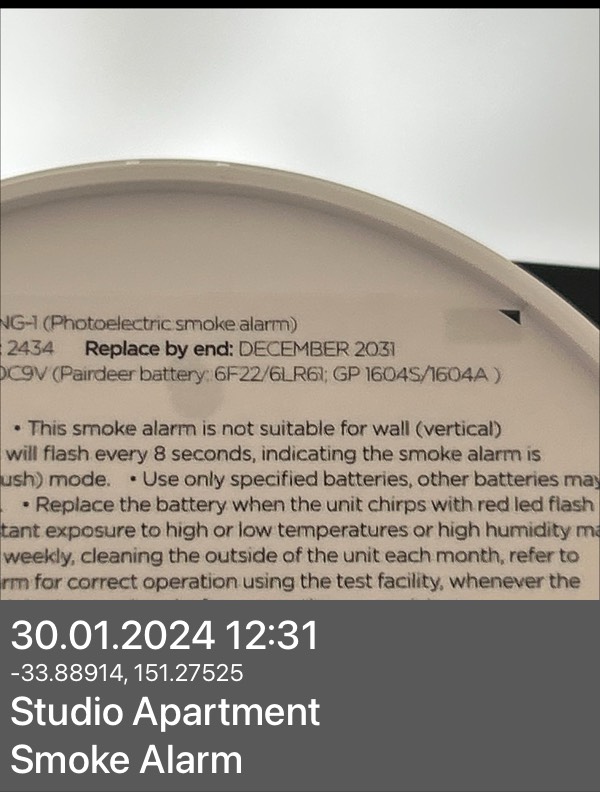 NG-1 (Photoelectric smoke alarm)
: 2434 Replace by end: DECEMBER 2031
DC9V (Pairdeer battery: 6F22/6LR61; GP 1604S/1604A )
• This smoke alarm is not suitable for wall (vertical)
will flash every 8 seconds, indicating the smoke alarm is
ush) mode. • Use only specified batteries, other batteries may
. • Replace the battery when the unit chirps with red led flash
tant exposure to high or low temperatures or high humidity ma
weekly, cleaning the outside of the unit each month, refer to
rm for correct operation using the test facility, whenever the
30.01.2024 12:31
-33.88914, 151.27525
Studio Apartment
Smoke Alarm